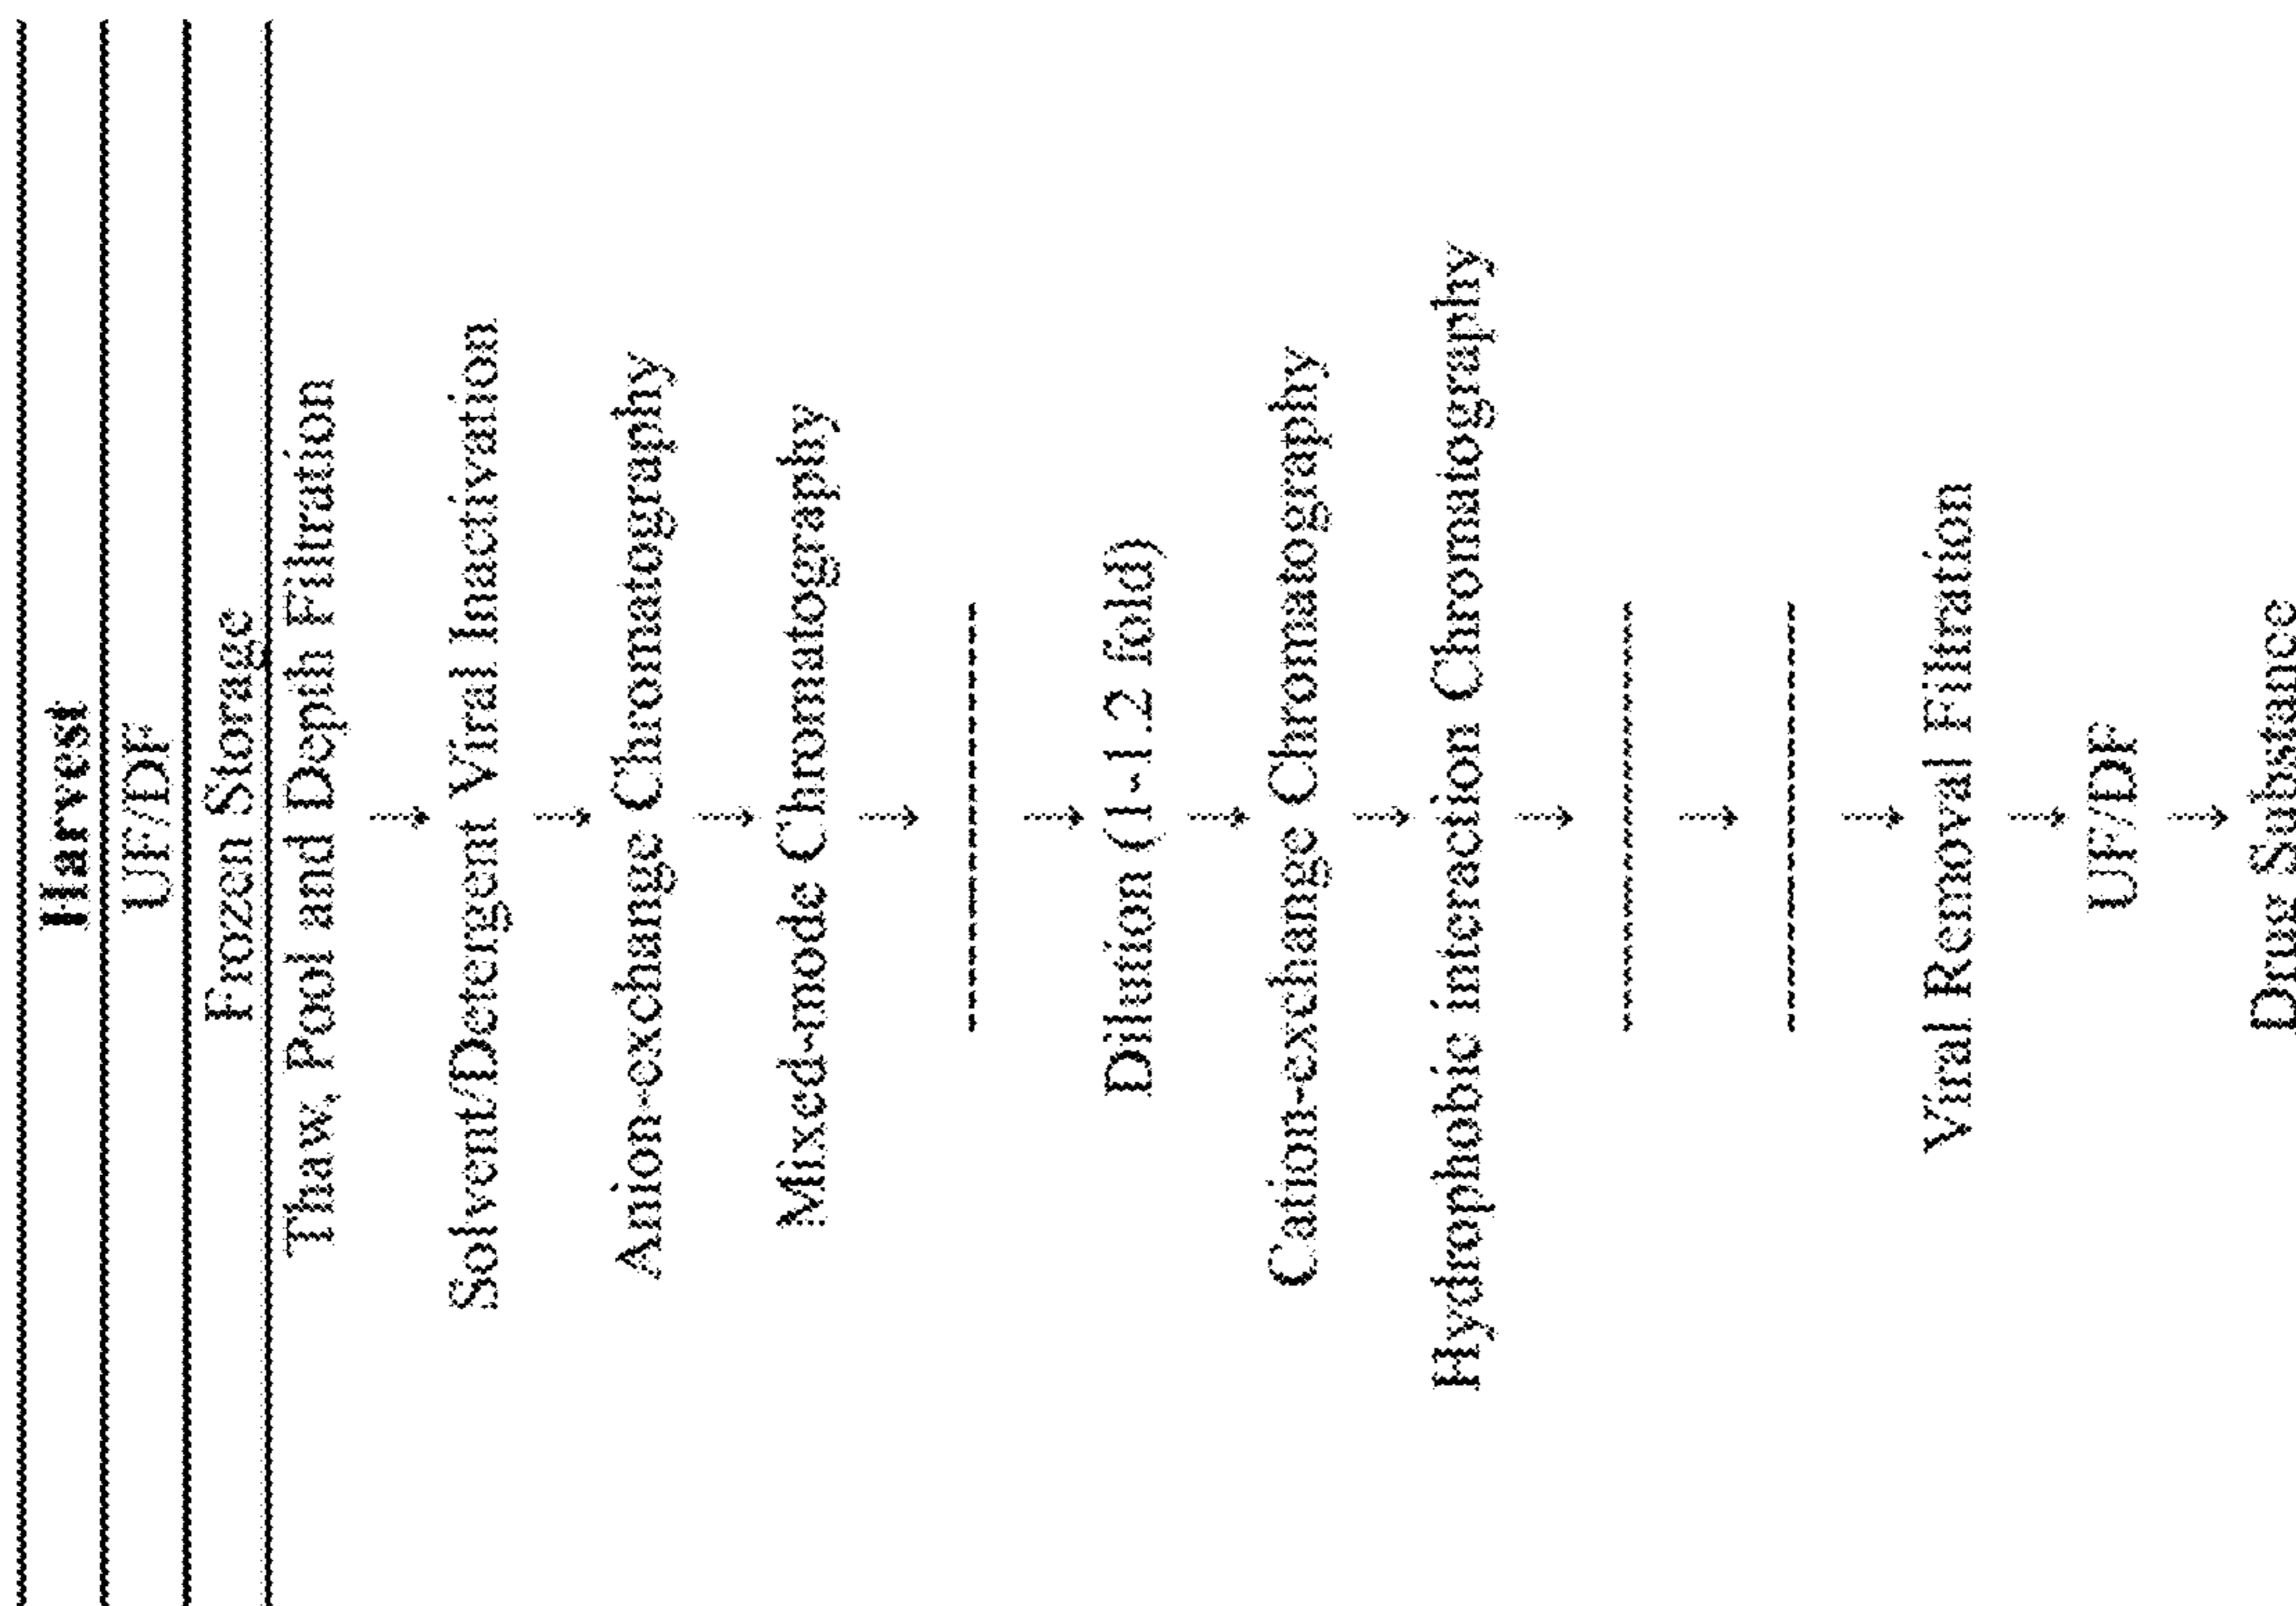 Harvest
UF/DF
Frozen Storage
Thaw, Pool and Depth Filtration
→
Solvent/Detergent Viral Inactivation
→
Anion-exchange Chromatography
→
Mixed-mode Chromatography
→
→
Dilution (1-1.2 fold)
→
Cation-exchange Chromatography
→
Hydrophobic interaction Chromatography
→
→
→
Viral Removal Filtration
→
UF/DF
→
Drug Substance